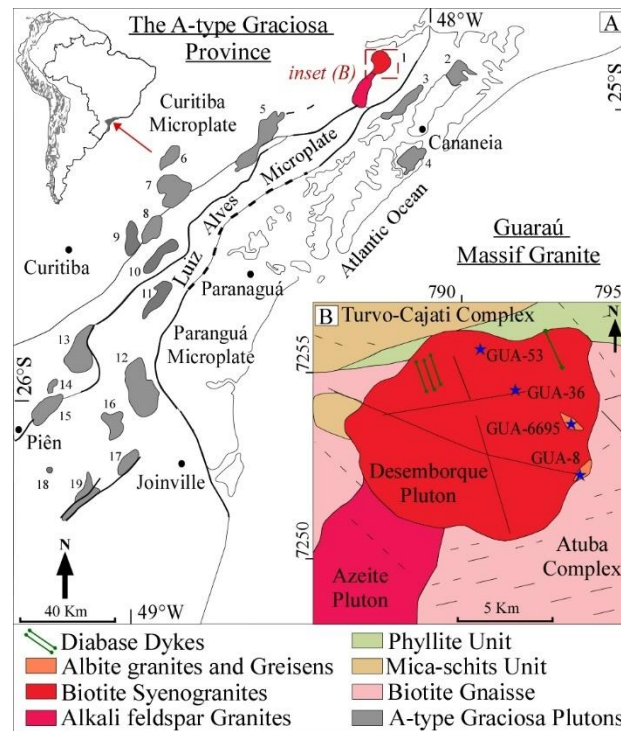 The A-type Graciosa
Province
48°W
A
inset (B)
1
2
3
25°S
Curitiba
Microplate
5
6
7
8
9
10
11
Cananeia
4
Alves Microplate
Luiz
Atlantic Ocean
Curitiba
Paranaguá
Guaraú
Massif Granite
13
12
Paranguá
Microplate
26°S
14
15
16
Piên
17
18
19
Joinville
N
40 Km
49°W
790
795
B
Turvo-Cajati Complex
N
7255
GUA-53
GUA-36
GUA-6695
GUA-8
Desemborque
Pluton
7250
Atuba
Complex
Azeite
Pluton
5 Km
Diabase Dykes
Albite granites and Greisens
Biotite Syenogranites
Alkali feldspar Granites
Phyllite Unit
Mica-schits Unit
Biotite Gnaisse
A-type Graciosa Plutons